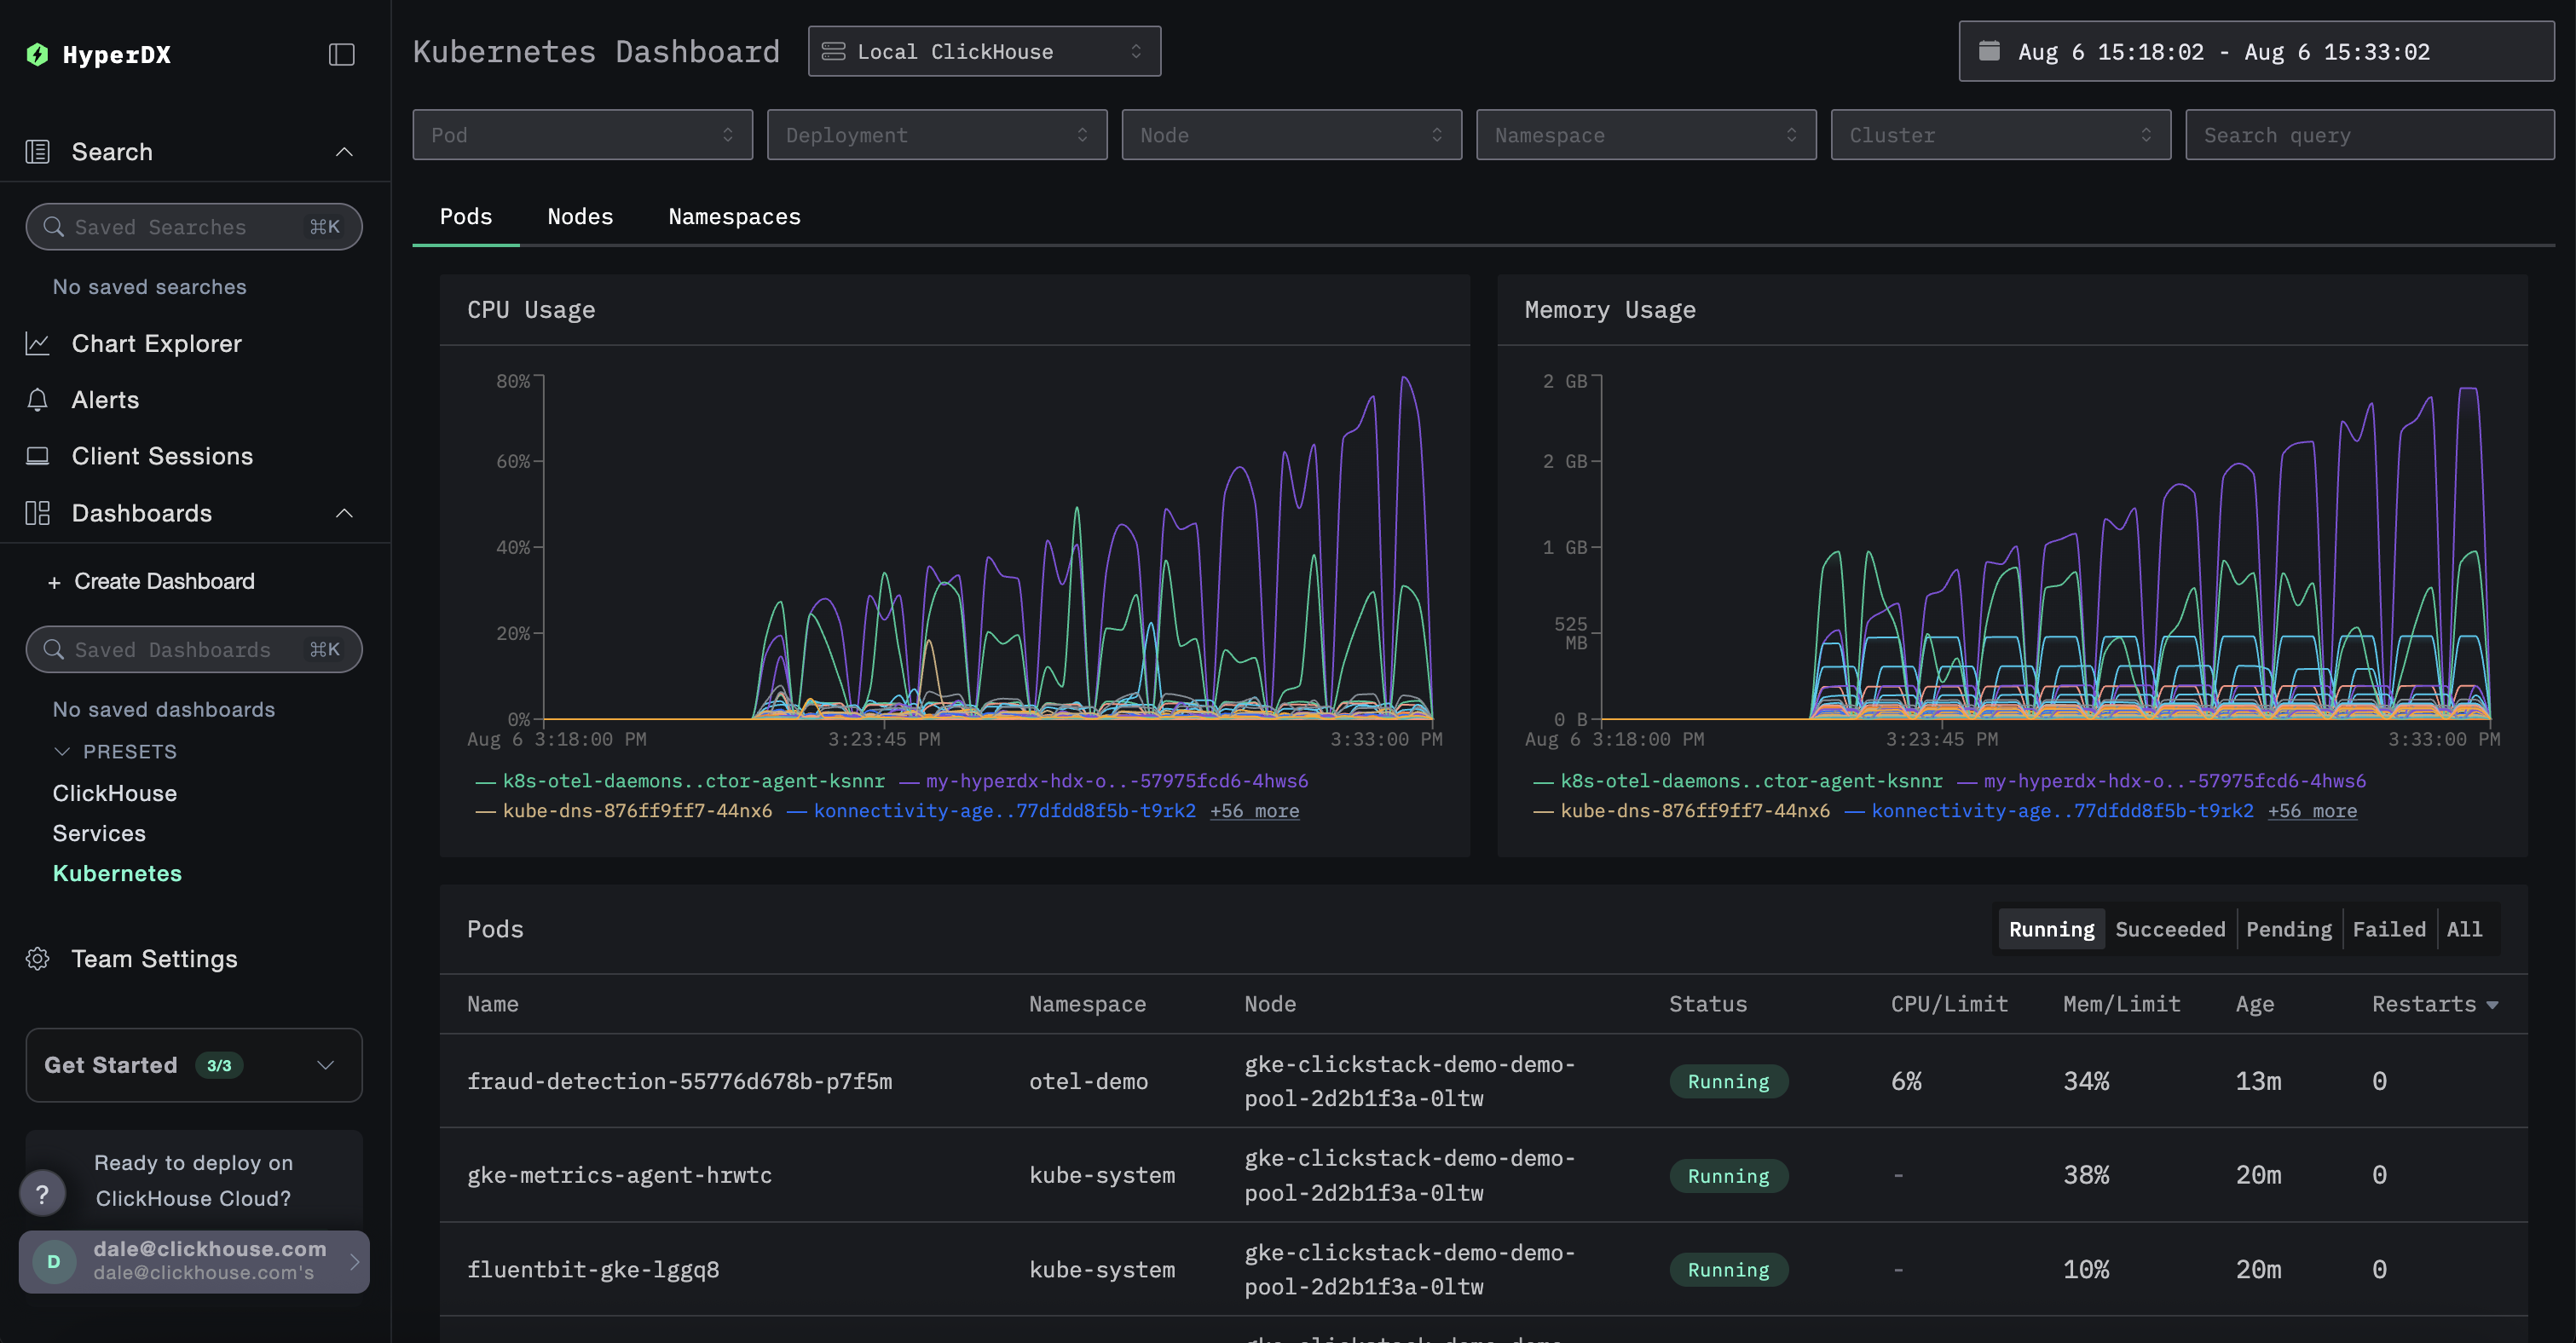 HyperDX
Search
Saved Searches ⌘K
No saved searches
Chart Explorer
Alerts
Client Sessions
Dashboards
+ Create Dashboard
Saved Dashboards ⌘K
No saved dashboards
PRESETS
ClickHouse
Services
Kubernetes
Team Settings
Get Started 3/3
Ready to deploy on
ClickHouse Cloud?
?
D
dale@clickhouse.com
dale@clickhouse.com's
Kubernetes Dashboard
Local ClickHouse
Aug 6 15:18:02 - Aug 6 15:33:02
Pod
Deployment
Node
Namespace
Cluster
Search query
Pods Nodes Namespaces
CPU Usage
80%
60%
40%
20%
0%
Aug 6 3:18:00 PM 3:23:45 PM 3:33:00 PM
k8s-otel-daemons..ctor-agent-ksnnr my-hyperdx-hdx-o..-57975fcd6-4hws6
kube-dns-876ff9ff7-44nx6 konnectivity-age..77dfdd8f5b-t9rk2 +56 more
Memory Usage
2 GB
2 GB
1 GB
525
MB
0 B
Aug 6 3:18:00 PM 3:23:45 PM 3:33:00 PM
k8s-otel-daemons..ctor-agent-ksnnr my-hyperdx-hdx-o..-57975fcd6-4hws6
kube-dns-876ff9ff7-44nx6 konnectivity-age..77dfdd8f5b-t9rk2 +56 more
Pods
Running Succeeded Pending Failed All
Name Namespace Node Status CPU/Limit Mem/Limit Age Restarts
fraud-detection-55776d678b-p7f5m otel-demo gke-clickstack-demo-demo-
pool-2d2b1f3a-0ltw Running 6% 34% 13m 0
gke-metrics-agent-hrwtc kube-system gke-clickstack-demo-demo-
pool-2d2b1f3a-0ltw Running - 38% 20m 0
fluentbit-gke-lggq8 kube-system gke-clickstack-demo-demo-
pool-2d2b1f3a-0ltw Running - 10% 20m 0